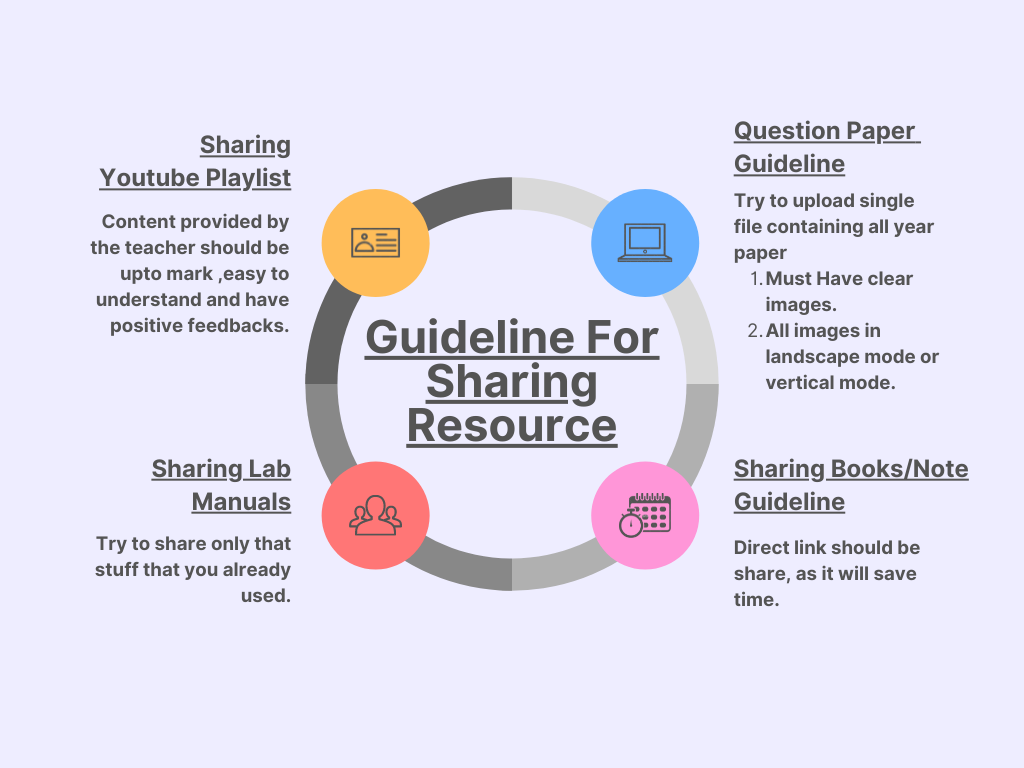 Guideline For
Sharing
Resource
Sharing
Youtube Playlist
Content provided by
the teacher should be
upto mark ,easy to
understand and have
positive feedbacks.
Question Paper
Guideline
Try to upload single
file containing all year
paper
1. Must Have clear
images.
2. All images in
landscape mode or
vertical mode.
Sharing Lab
Manuals
Try to share only that
stuff that you already
used.
Sharing Books/Note
Guideline
Direct link should be
share, as it will save
time.